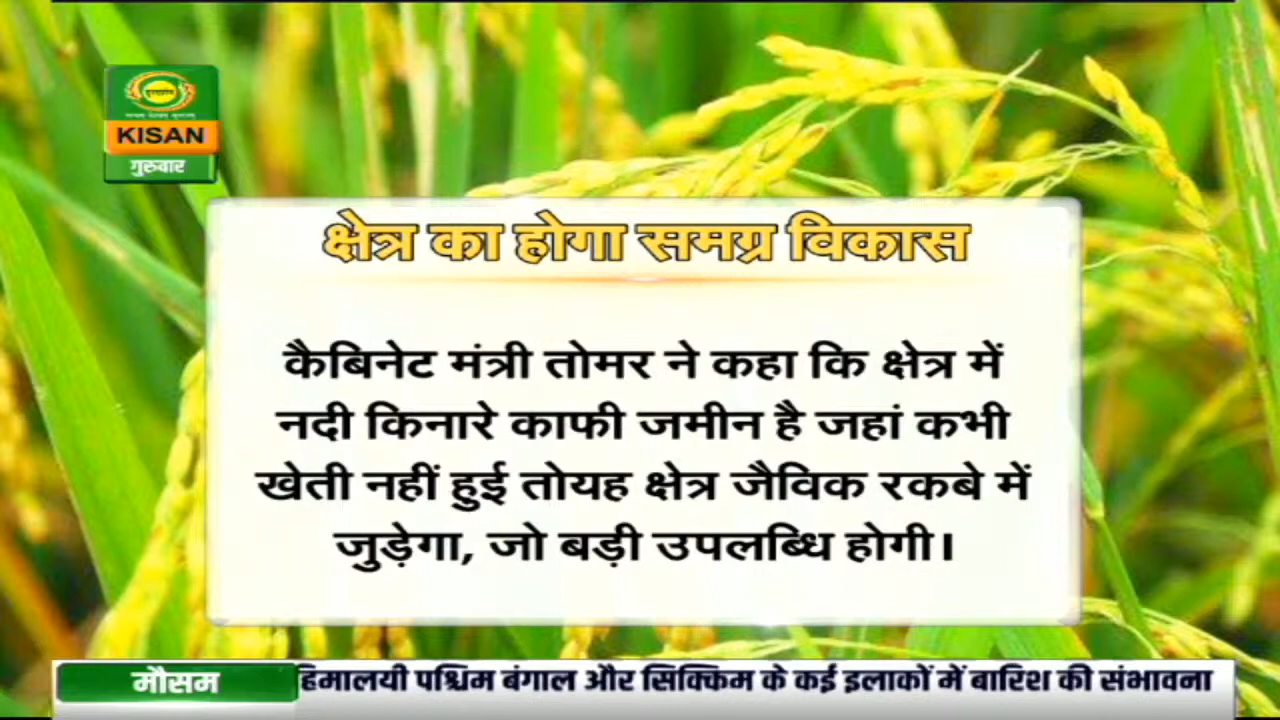 KISAN
गुरुवार
क्षेत्र का होगा समग्र विकास
कैबिनेट मंत्री तोमर ने कहा कि क्षेत्र में
नदी किनारे काफी जमीन है जहां कभी
खेती नहीं हुई तोयह क्षेत्र जैविक रकबे में
जुड़ेगा, जो बड़ी उपलब्धि होगी।
मौसम
हिमालयी पश्चिम बंगाल और सिक्किम के कई इलाकों में बारिश की संभावना